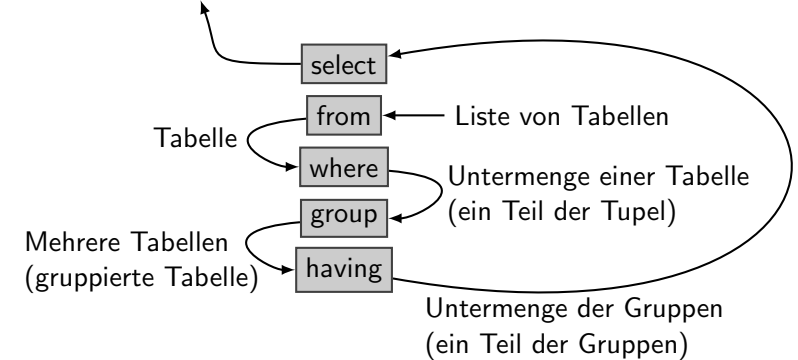 select
from
Liste von Tabellen
Tabelle
where
Untermenge einer Tabelle
(ein Teil der Tupel)
group
Mehrere Tabellen
(gruppierte Tabelle)
having
Untermenge der Gruppen
(ein Teil der Gruppen)